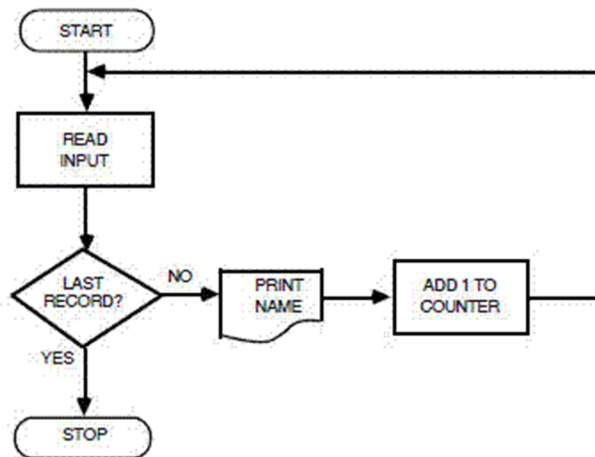 START
READ
INPUT
LAST
RECORD?
NO
PRINT
NAME
ADD 1 TO
COUNTER
YES
STOP